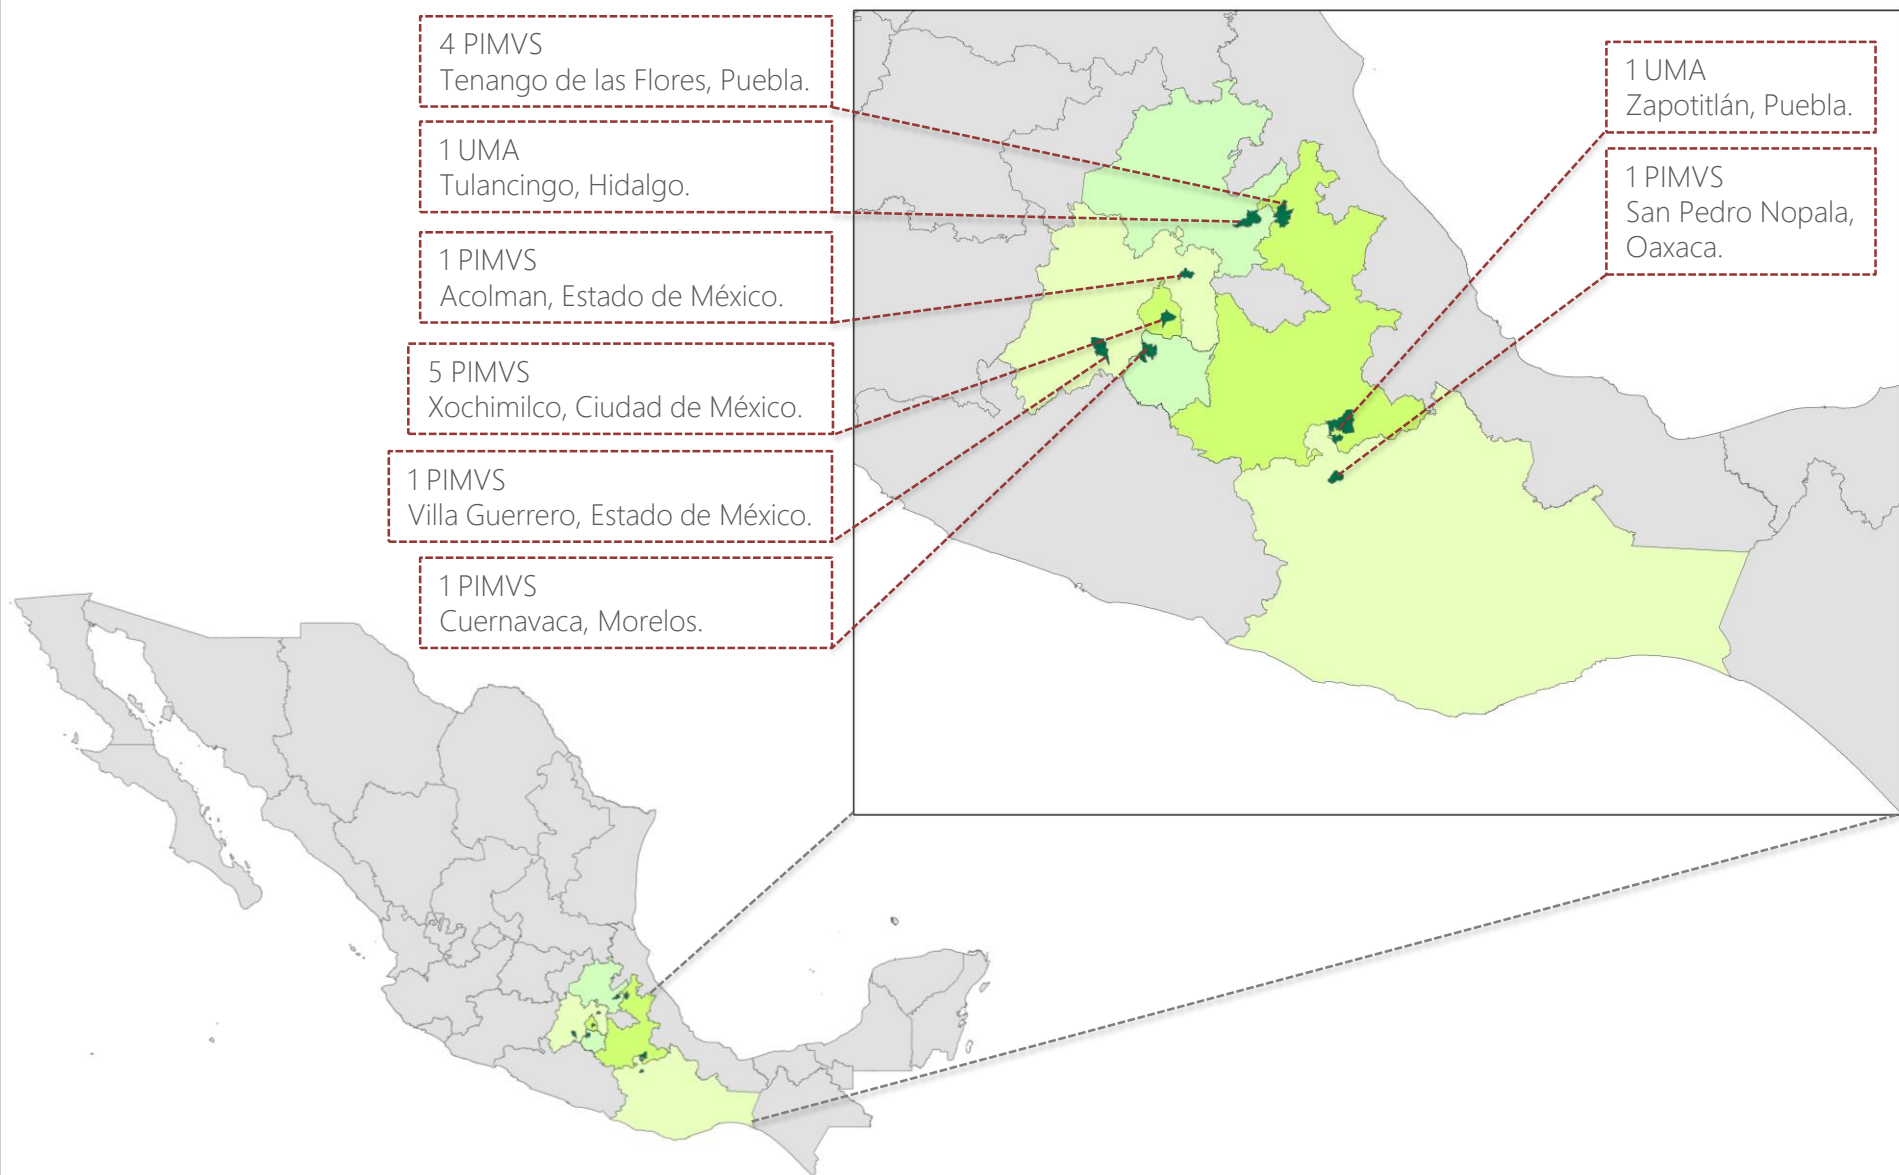 4 PIMVS
Tenango de las Flores, Puebla.
1 UMA
Tulancingo, Hidalgo.
1 PIMVS
Acolman, Estado de México.
5 PIMVS
Xochimilco, Ciudad de México.
1 PIMVS
Villa Guerrero, Estado de México.
1 PIMVS
Cuernavaca, Morelos.
1 UMA
Zapotitlán, Puebla.
1 PIMVS
San Pedro Nopala,
Oaxaca.